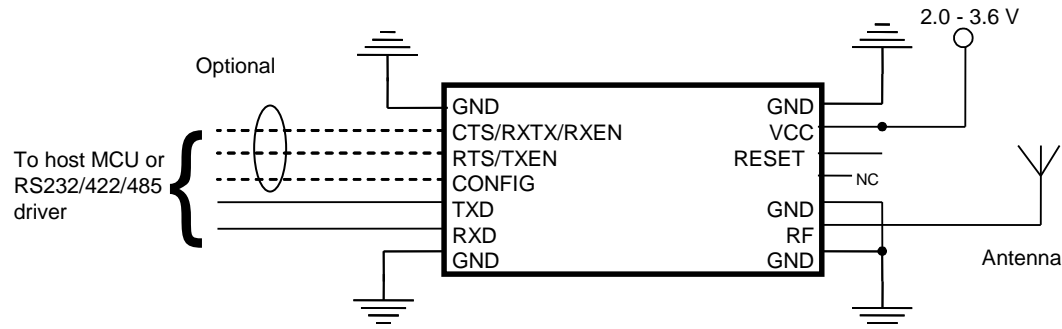 2.0 - 3.6 V
Optional
GND
CTS/RXTX/RXEN
RTS/TXEN
CONFIG
TXD
RXD
GND
GND
VCC
RESET
NC
GND
RF
GND
To host MCU or
RS232/422/485
driver
Antenna